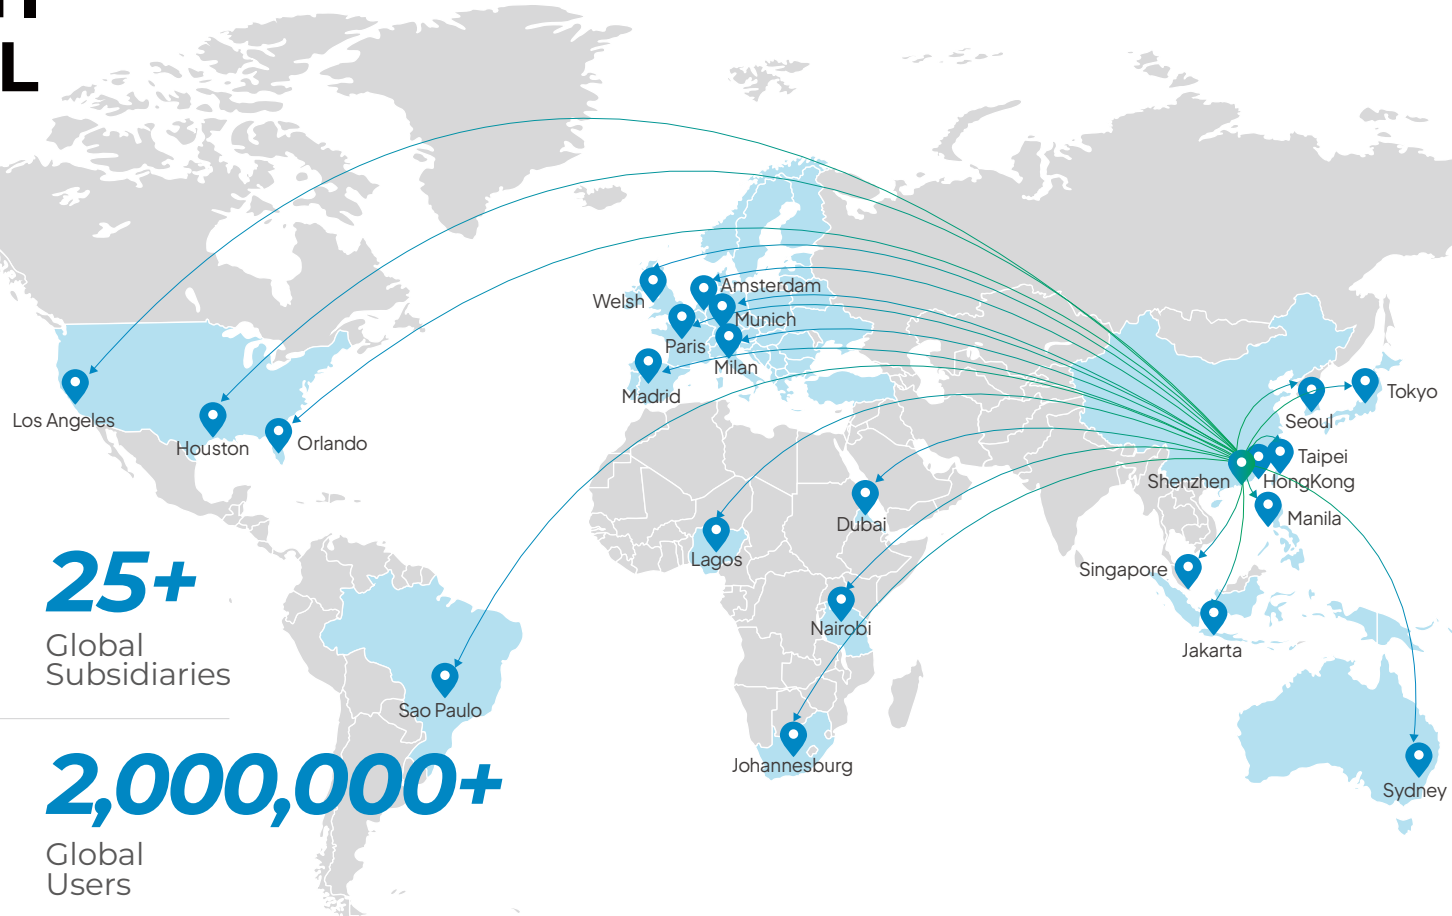 L
Welsh
Amsterdam
Munich
Paris
Milan
Madrid
Los Angeles
Houston
Orlando
Tokyo
Seoul
Taipei
Shenzhen
HongKong
Manila
Dubai
Lagos
Singapore
Nairobi
Jakarta
25+
Global
Subsidiaries
Sao Paulo
Johannesburg
Sydney
2,000,000+
Global
Users